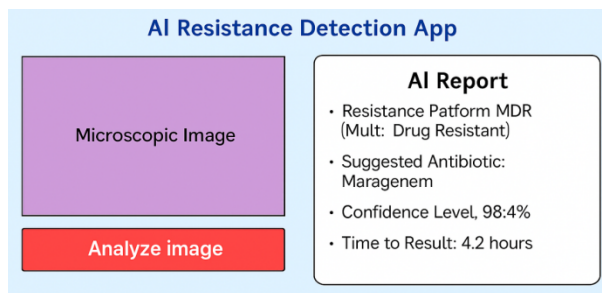 AI Resistance Detection App
Microscopic Image
Analyze image
AI Report
• Resistance Patform MDR
(Mult: Drug Resistant)
• Suggested Antibiotic:
Maragenem
• Confidence Level, 98:4%
• Time to Result: 4.2 hours